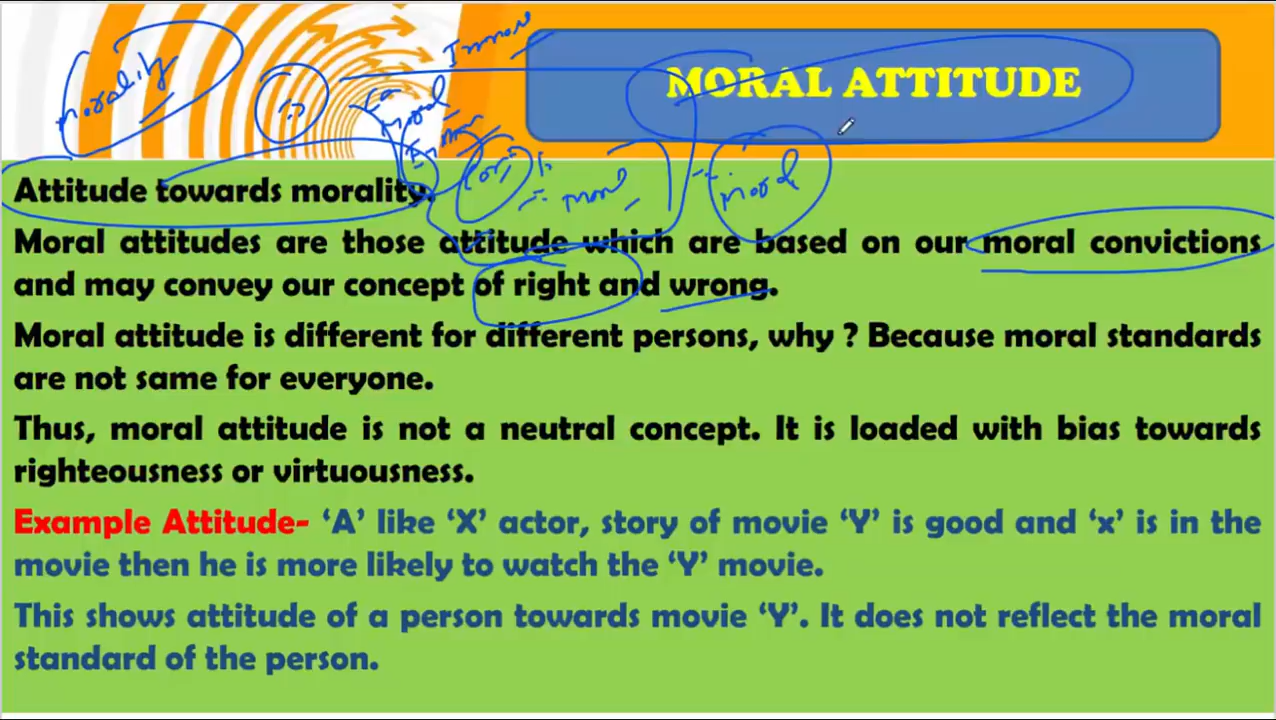 MORAL ATTITUDE
morality
Immoral
moral
moral
Attitude towards morality.
Moral attitudes are those attitude which are based on our moral convictions
and may convey our concept of right and wrong.
Moral attitude is different for different persons, why ? Because moral standards
are not same for everyone.
Thus, moral attitude is not a neutral concept. It is loaded with bias towards
righteousness or virtuousness.
Example Attitude- ‘A’ like ‘X’ actor, story of movie ‘Y’ is good and ‘x’ is in the
movie then he is more likely to watch the ‘Y’ movie.
This shows attitude of a person towards movie ‘Y’. It does not reflect the moral
standard of the person.